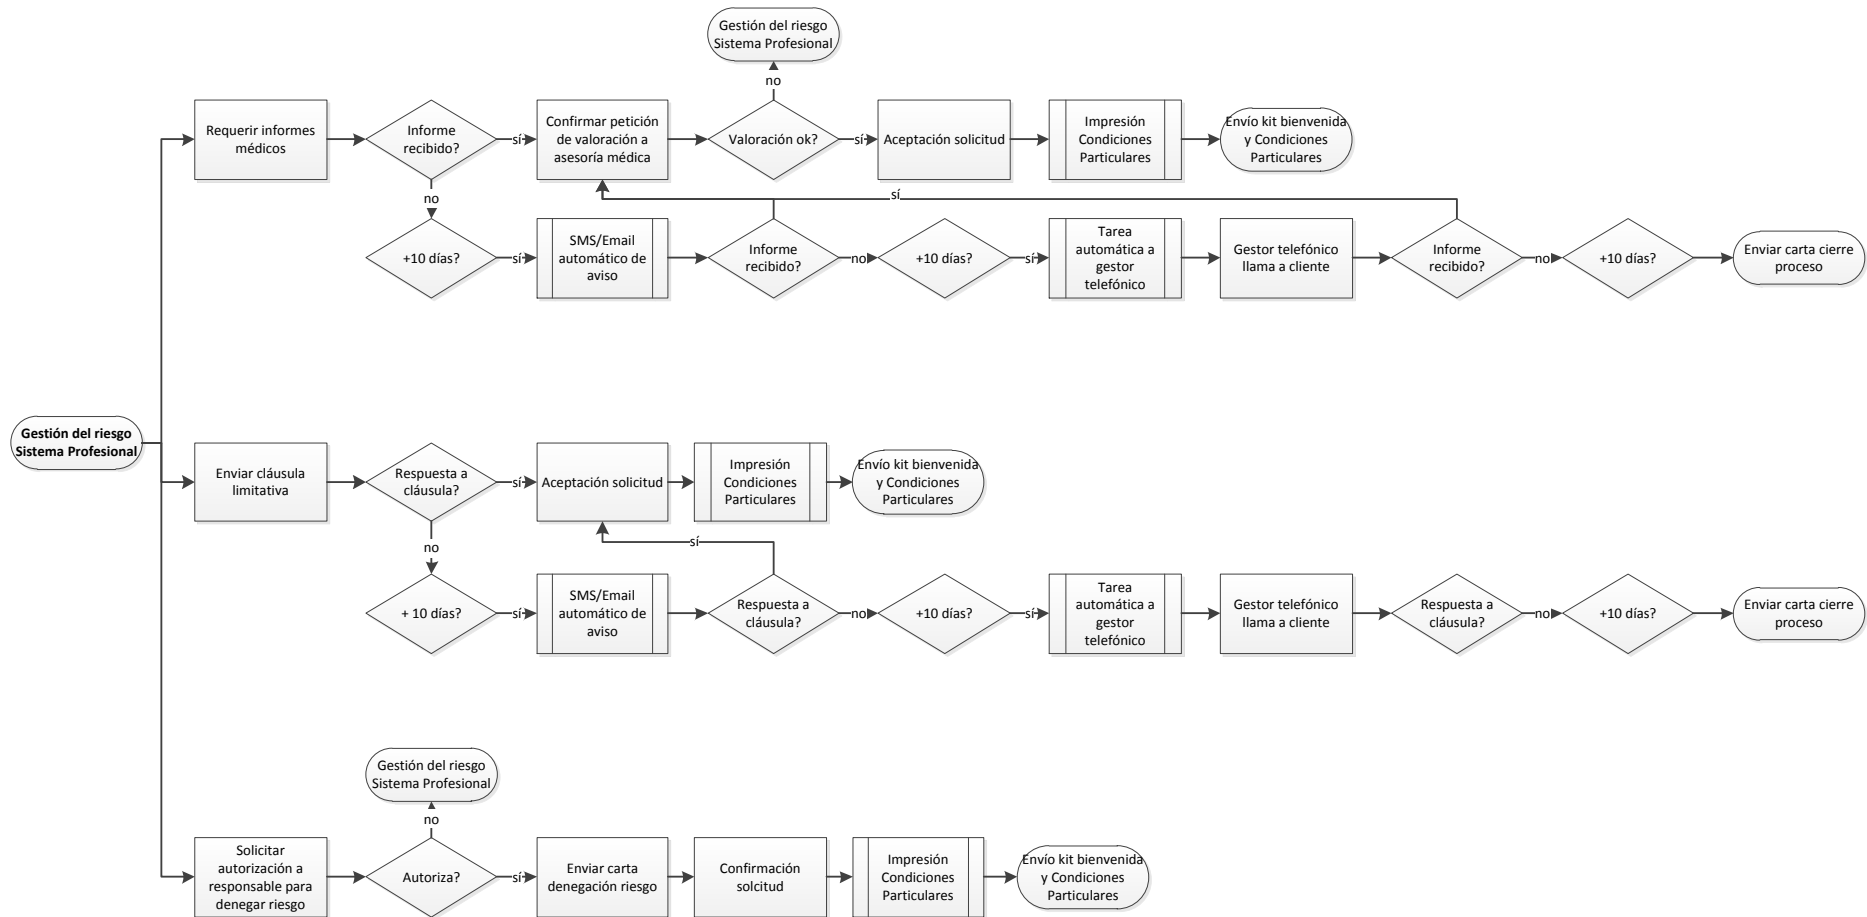 Gestión del riesgo
Sistema Profesional
no
Requerir informes
médicos
Informe
recibido?
sí
Confirmar petición
de valoración a
asesoría médica
Valoración ok?
sí
Aceptación solicitud
Impresión
Condiciones
Particulares
Envío kit bienvenida
y Condiciones
Particulares
no
sí
+10 días?
sí
SMS/Email
automático de
aviso
Informe
recibido?
no
+10 días?
sí
Tarea
automática a
gestor
telefónico
Gestor telefónico
llama a cliente
Informe
recibido?
no
+10 días?
Enviar carta cierre
proceso
Gestión del riesgo
Sistema Profesional
Enviar cláusula
limitativa
Respuesta a
cláusula?
sí
Aceptación solicitud
Impresión
Condiciones
Particulares
Envío kit bienvenida
y Condiciones
Particulares
no
sí
+ 10 días?
sí
SMS/Email
automático de
aviso
Respuesta a
cláusula?
no
+10 días?
sí
Tarea
automática a
gestor
telefónico
Gestor telefónico
llama a cliente
Respuesta a
cláusula?
no
+10 días?
Enviar carta cierre
proceso
Gestión del riesgo
Sistema Profesional
no
Solicitar
autorización a
responsable para
denegar riesgo
Autoriza?
sí
Enviar carta
denegación riesgo
Confirmación
solcitud
Impresión
Condiciones
Particulares
Envío kit bienvenida
y Condiciones
Particulares